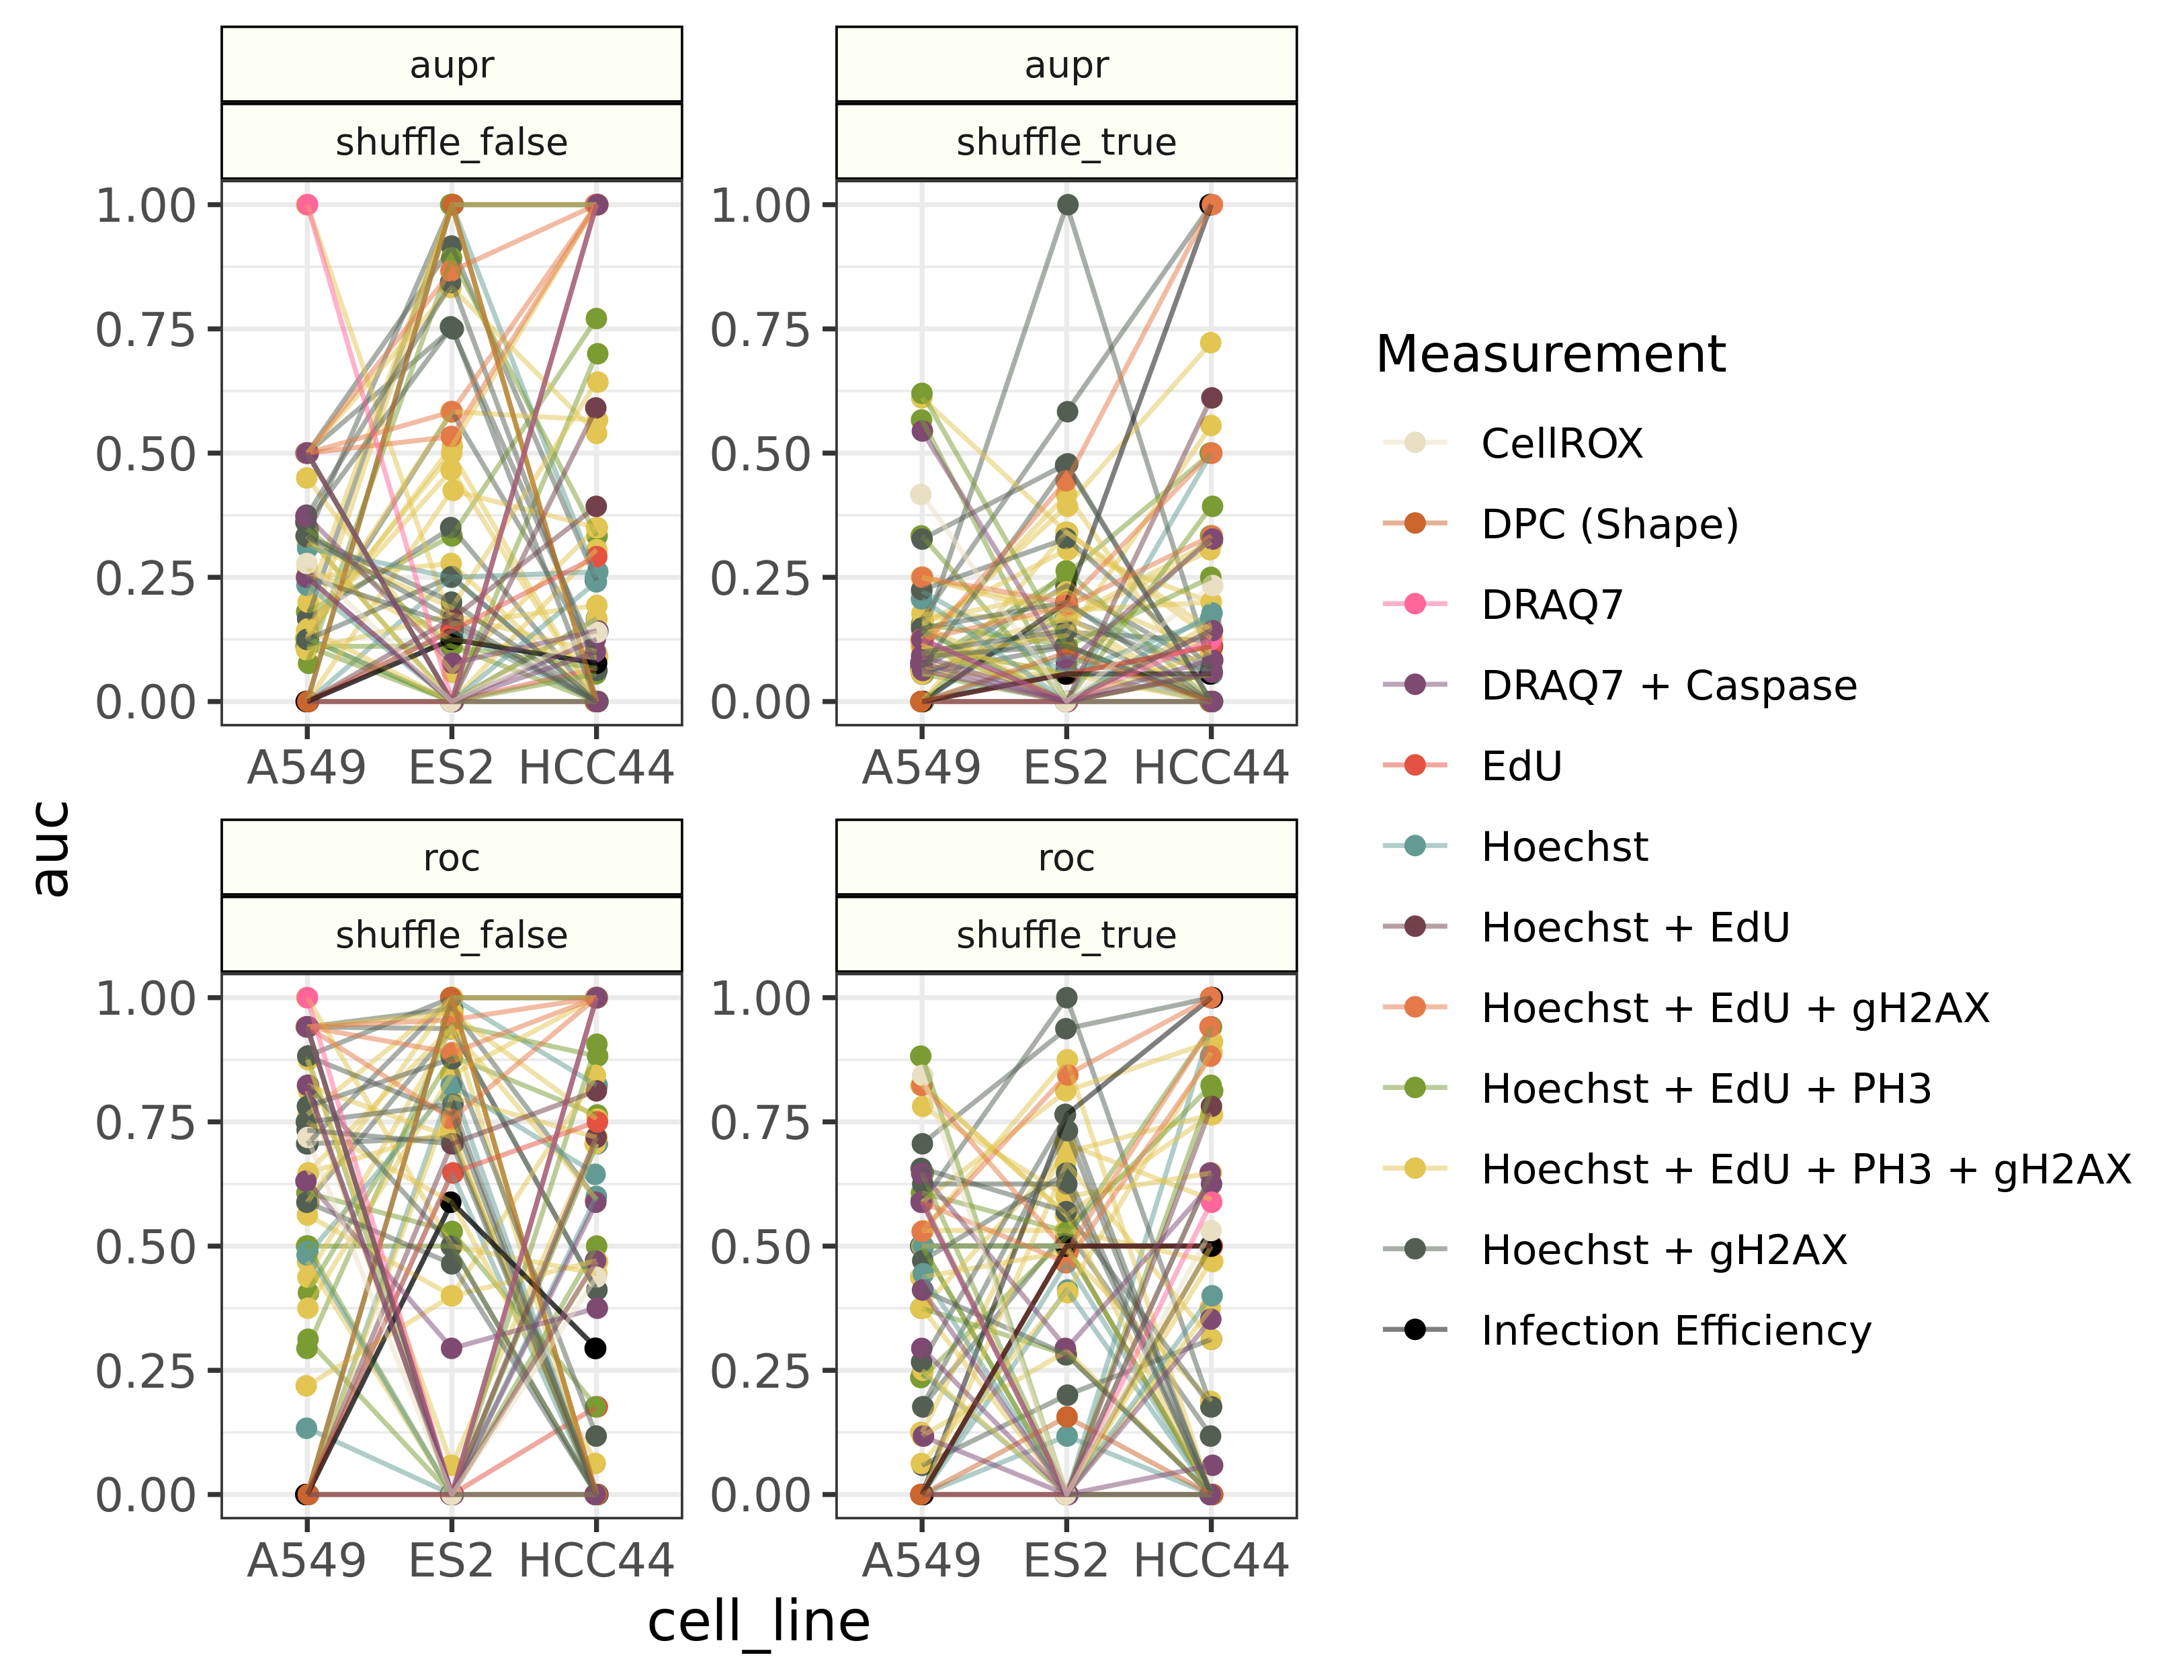 aupr
shuffle_false
aupr
shuffle_true
1.00
0.75
0.50
0.25
0.00
A549 ES2 HCC44
1.00
0.75
0.50
0.25
0.00
A549 ES2 HCC44
roc
shuffle_false
roc
shuffle_true
1.00
0.75
0.50
0.25
0.00
A549 ES2 HCC44
1.00
0.75
0.50
0.25
0.00
A549 ES2 HCC44
auc
cell_line
Measurement
CellROX
DPC (Shape)
DRAQ7
DRAQ7 + Caspase
EdU
Hoechst
Hoechst + EdU
Hoechst + EdU + gH2AX
Hoechst + EdU + PH3
Hoechst + EdU + PH3 + gH2AX
Hoechst + gH2AX
Infection Efficiency